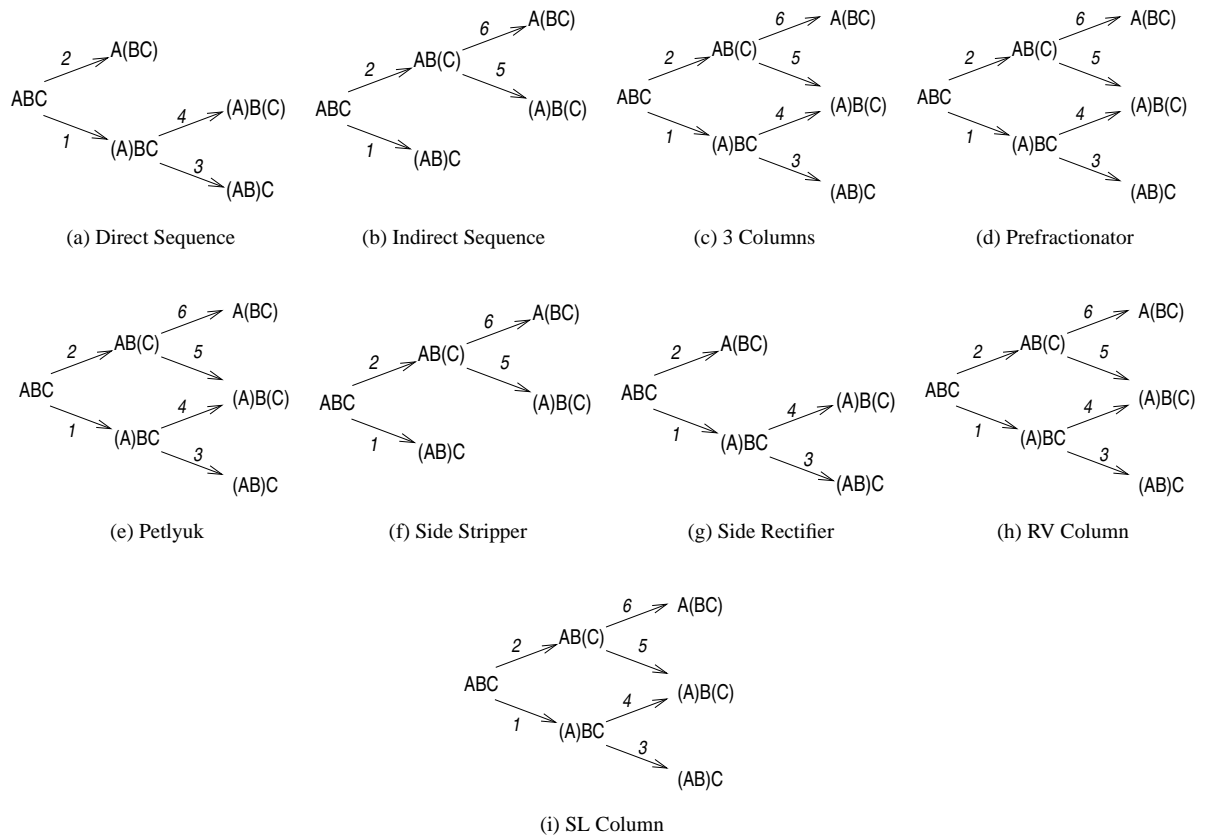 6
A(BC)
2
AB(C)
5
ABC
(A)B(C)
1
(AB)C
(b) Indirect Sequence
2
A(BC)
ABC
4
(A)B(C)
1
(A)BC
3
(AB)C
(a) Direct Sequence
6
A(BC)
2
AB(C)
5
ABC
4
(A)B(C)
1
(A)BC
3
(AB)C
(c) 3 Columns
6
A(BC)
2
AB(C)
5
ABC
4
(A)B(C)
1
(A)BC
3
(AB)C
(d) Prefractionator
6
A(BC)
2
AB(C)
5
ABC
4
(A)B(C)
1
(A)BC
3
(AB)C
(e) Petlyuk
6
A(BC)
2
AB(C)
5
ABC
(A)B(C)
1
(AB)C
(f) Side Stripper
2
A(BC)
ABC
4
(A)B(C)
1
(A)BC
3
(AB)C
(g) Side Rectifier
6
A(BC)
2
AB(C)
5
ABC
4
(A)B(C)
1
(A)BC
3
(AB)C
(h) RV Column
6
A(BC)
2
AB(C)
5
ABC
4
(A)B(C)
1
(A)BC
3
(AB)C
(i) SL Column